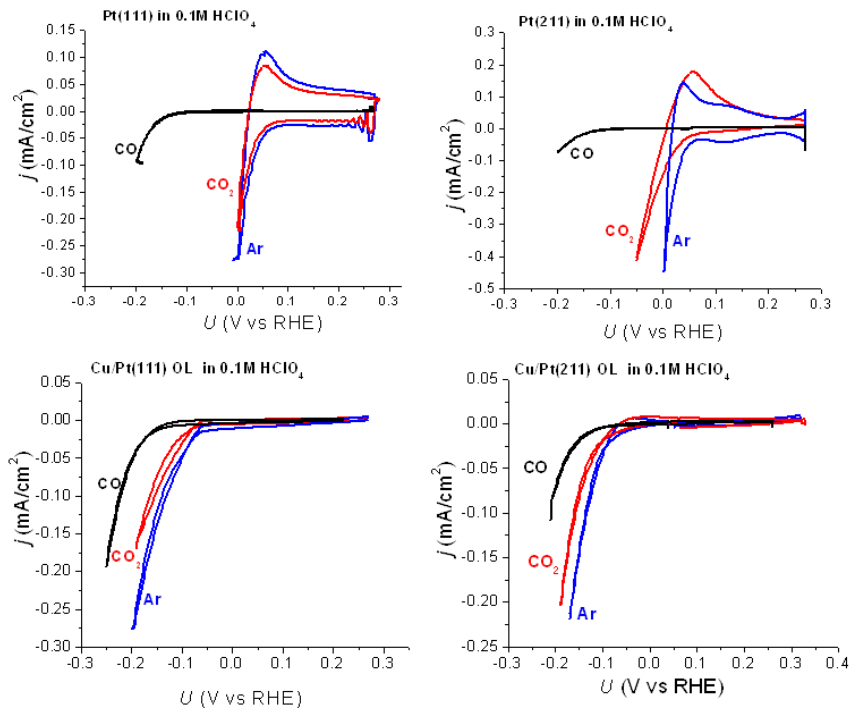 Pt(111) in 0.1M HClO4
0.15
0.10
0.05
0.00
-0.05
-0.10
-0.15
-0.20
-0.25
-0.30
j (mA/cm2)
CO
CO2
Ar
-0.3 -0.2 -0.1 0.0 0.1 0.2 0.3
U (V vs RHE)
Pt(211) in 0.1M HClO4
0.4
0.3
0.2
0.1
0.0
-0.1
-0.2
-0.3
-0.4
-0.5
j (mA/cm2)
CO
CO2
Ar
-0.3 -0.2 -0.1 0.0 0.1 0.2 0.3
U (V vs RHE)
Cu/Pt(111) OL in 0.1M HClO4
0.05
0.00
-0.05
-0.10
-0.15
-0.20
-0.25
-0.30
j (mA/cm2)
CO
CO2
Ar
-0.3 -0.2 -0.1 0.0 0.1 0.2 0.3
U (V vs RHE)
Cu/Pt(211) OL in 0.1M HClO4
0.05
0.00
-0.05
-0.10
-0.15
-0.20
-0.25
j (mA/cm2)
CO
CO2
Ar
-0.3 -0.2 -0.1 0.0 0.1 0.2 0.3 0.4
U (V vs RHE)